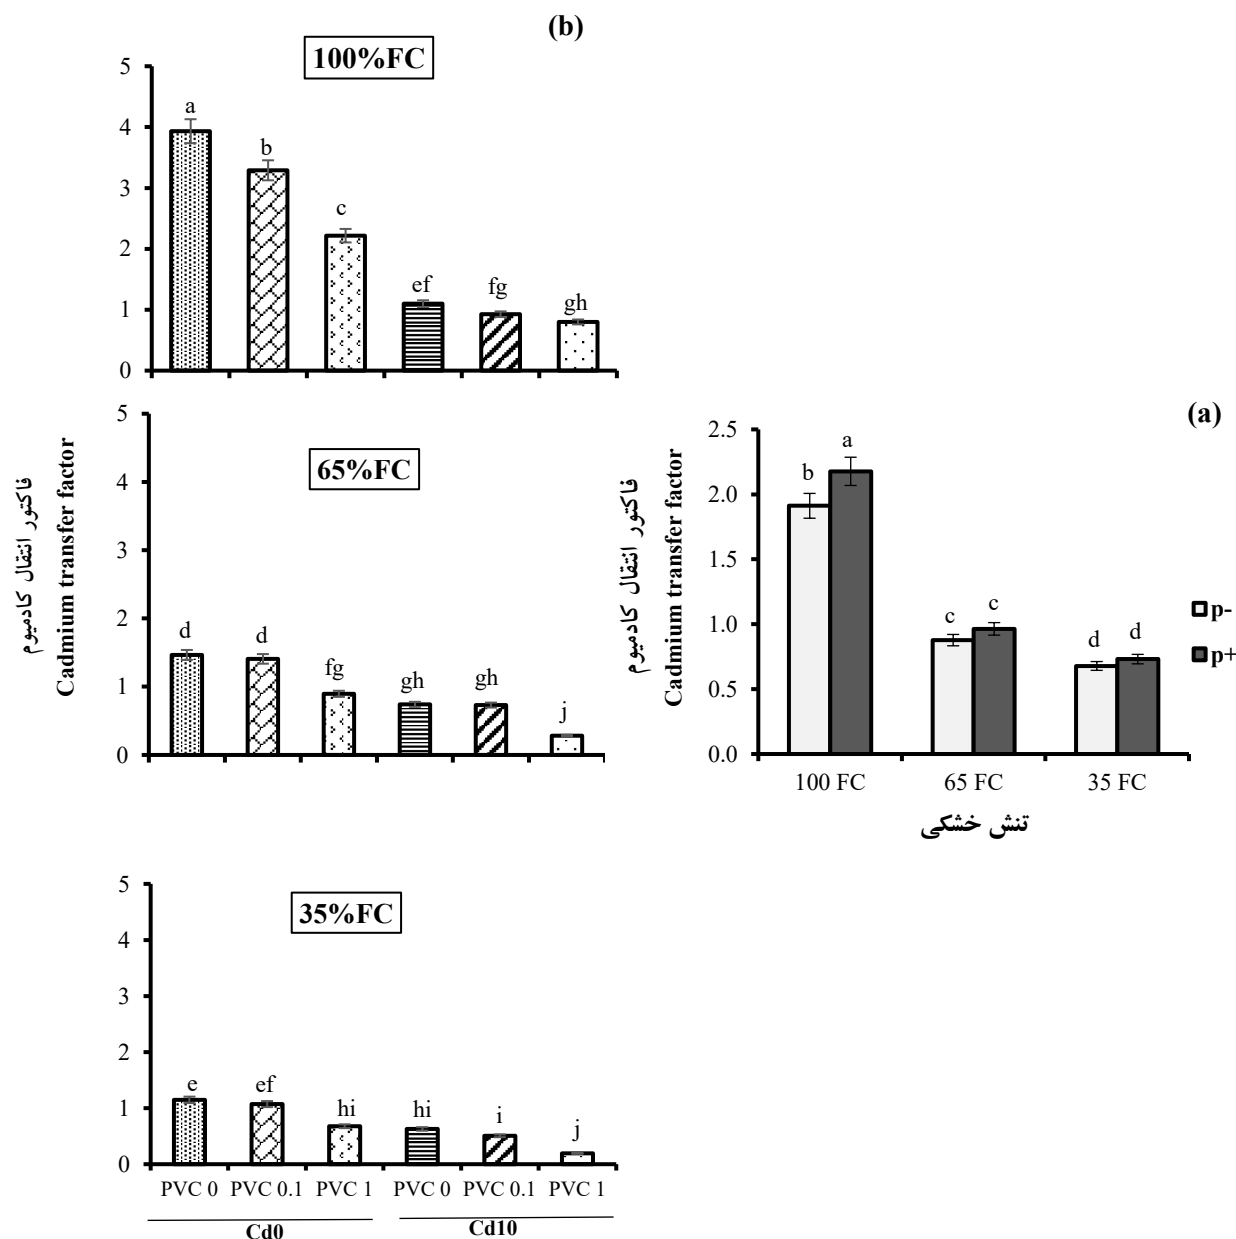 (b)
100%FC
5
4
3
2
1
0
a
b
c
ef
fg
gh
فاکتور انتقال کادمیوم
Cadmium transfer factor
65%FC
5
4
3
2
1
0
d
d
fg
gh
gh
j
35%FC
5
4
3
2
1
0
e
ef
hi
hi
i
j
PVC 0 PVC 0.1 PVC 1 PVC 0 PVC 0.1 PVC 1
Cd0 Cd10
(a)
فاکتور انتقال کادمیوم
Cadmium transfer factor
2.5
2.0
1.5
1.0
0.5
0.0
b
a
c
c
d
d
100 FC 65 FC 35 FC
تنش خشکی
p-
p+